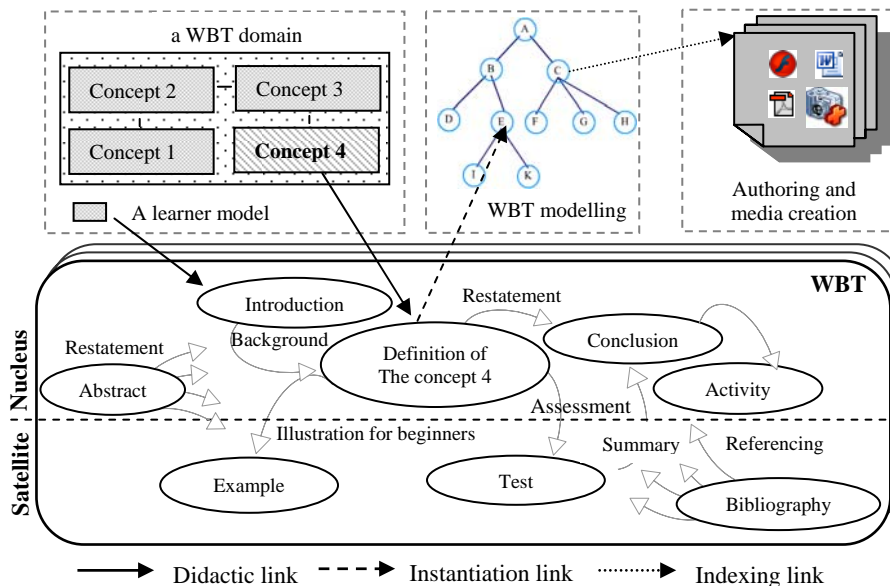 a WBT domain
Concept 2
Concept 3
Concept 1
Concept 4
A learner model
A
B
C
D
E
F
G
H
I
K
WBT modelling
Authoring and
media creation
WBT
Nucleus
Satellite
Introduction
Restatement
Background
Conclusion
Restatement
Definition of
The concept 4
Abstract
Activity
Assessment
Illustration for beginners
Summary
Referencing
Example
Test
Bibliography
Didactic link
Instantiation link
Indexing link